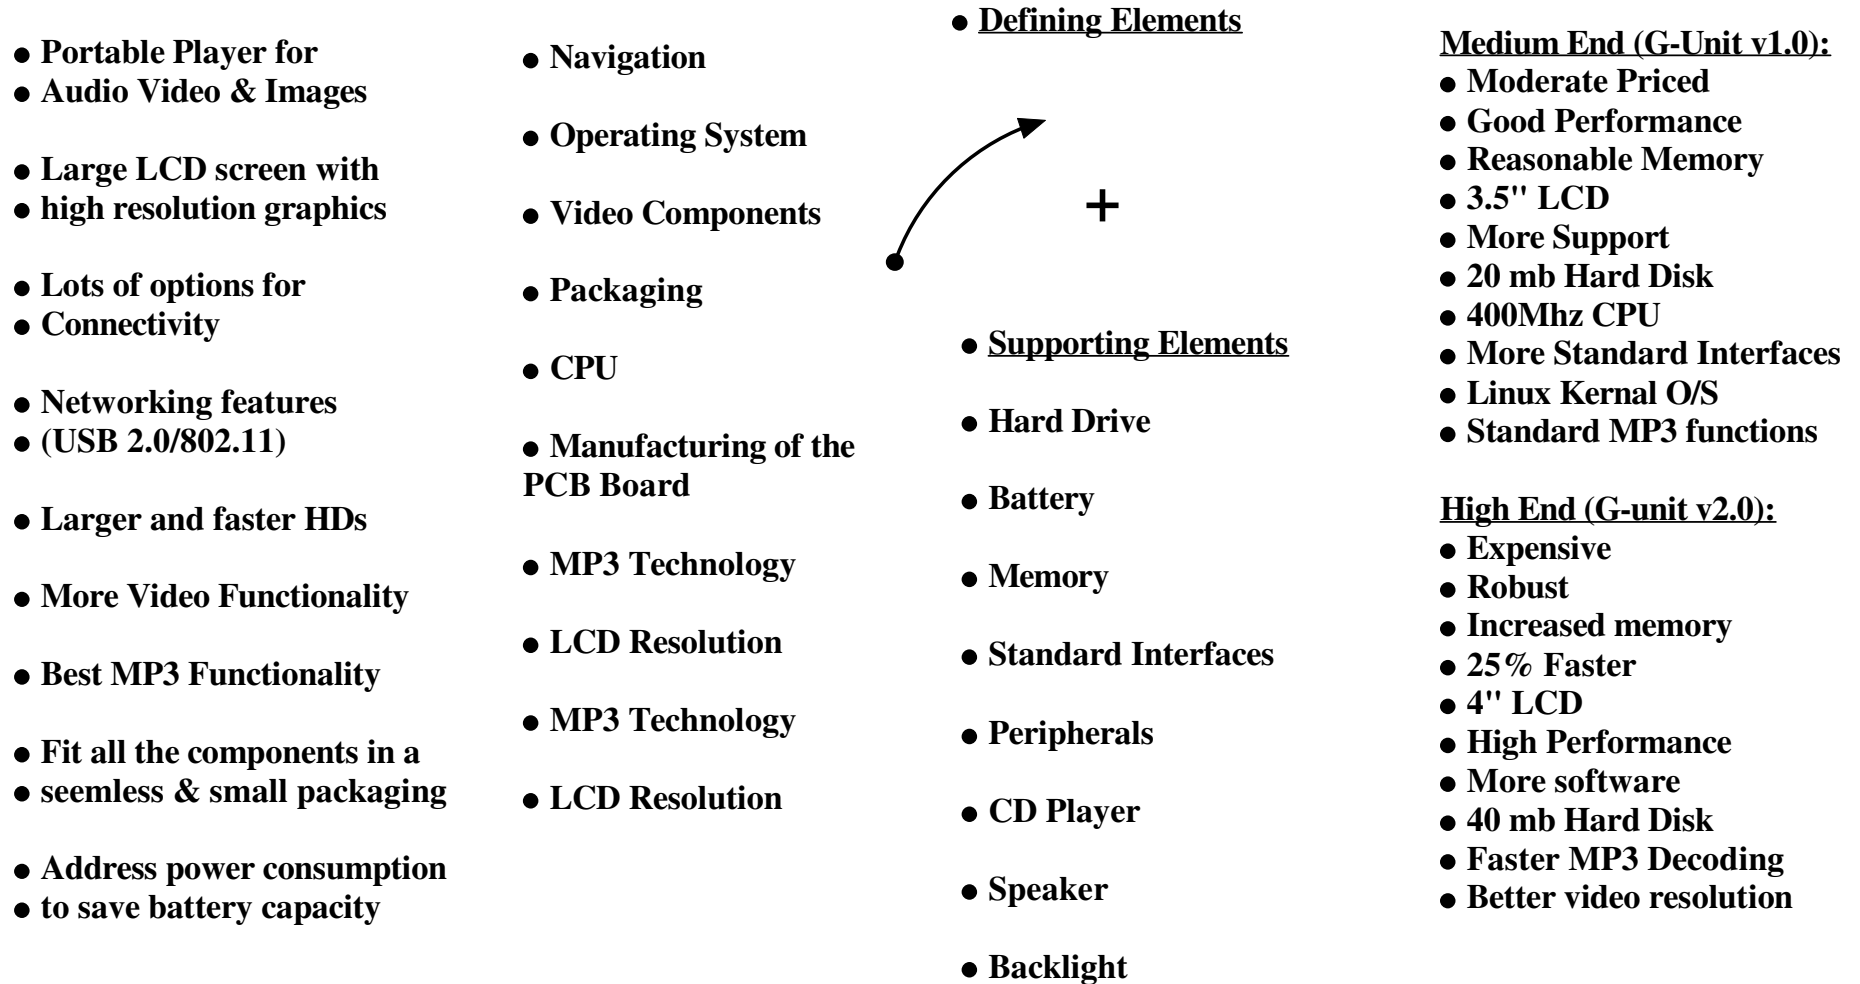 • Portable Player for
• Audio Video & Images
• Large LCD screen with
• high resolution graphics
• Lots of options for
• Connectivity
• Networking features
• (USB 2.0/802.11)
• Larger and faster HDs
• More Video Functionality
• Best MP3 Functionality
• Fit all the components in a
• seemless & small packaging
• Address power consumption
• to save battery capacity
• Navigation
• Operating System
• Video Components
• Packaging
• CPU
• Manufacturing of the
PCB Board
• MP3 Technology
• LCD Resolution
• MP3 Technology
• LCD Resolution
• Defining Elements
+
• Supporting Elements
• Hard Drive
• Battery
• Memory
• Standard Interfaces
• Peripherals
• CD Player
• Speaker
• Backlight
Medium End (G-Unit v1.0):
• Moderate Priced
• Good Performance
• Reasonable Memory
• 3.5" LCD
• More Support
• 20 mb Hard Disk
• 400Mhz CPU
• More Standard Interfaces
• Linux Kernal O/S
• Standard MP3 functions
High End (G-unit v2.0):
• Expensive
• Robust
• Increased memory
• 25% Faster
• 4" LCD
• High Performance
• More software
• 40 mb Hard Disk
• Faster MP3 Decoding
• Better video resolution